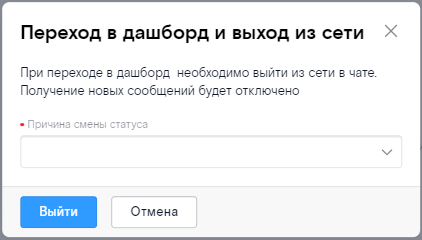 Переход в дашборд и выход из сети
При переходе в дашборд  необходимо выйти из сети в чате.
Получение новых сообщений будет отключено
Причина смены статуса
Выйти
Отмена